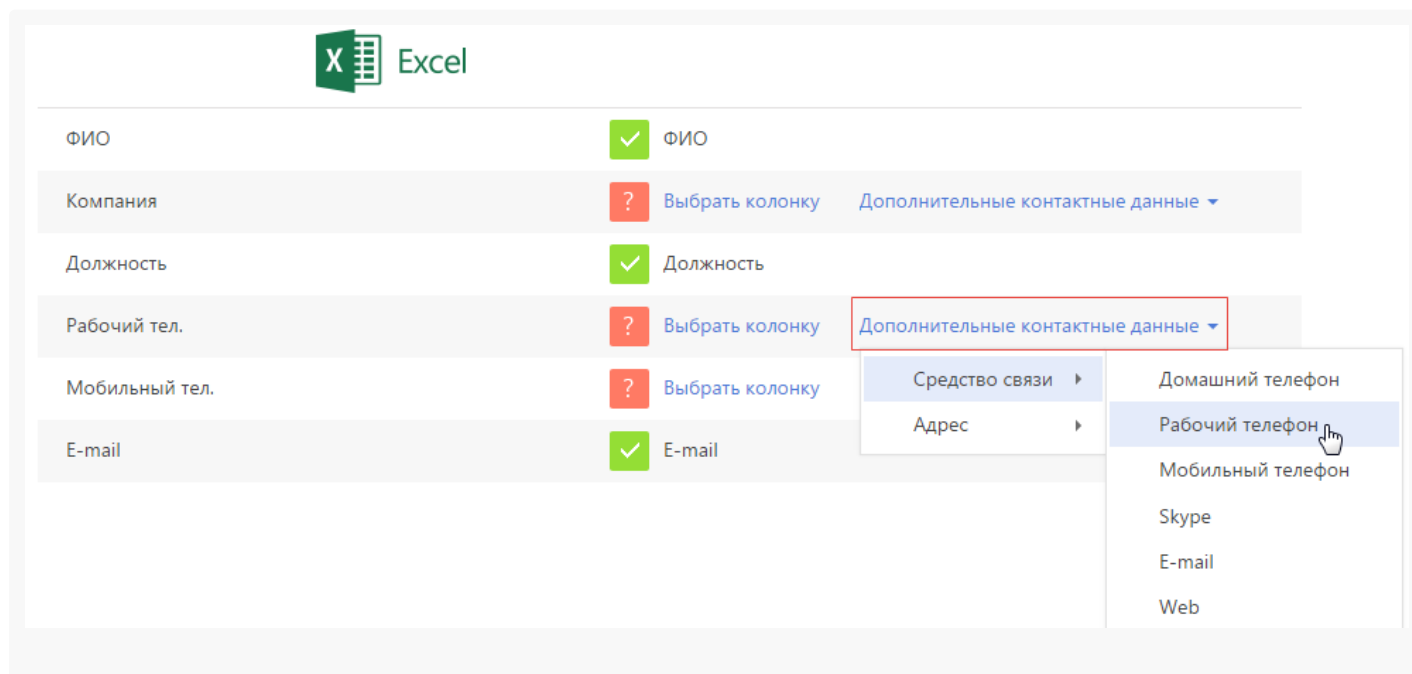 X Excel
ФИО ФИО
Компания ? Выбрать колонку Дополнительные контактные данные
Должность Должность
Рабочий тел. ? Выбрать колонку Дополнительные контактные данные
Средство связи Домашний телефон
Мобильный тел. ? Выбрать колонку
Адрес Рабочий телефон
E-mail E-mail
Мобильный телефон
Skype
E-mail
Web